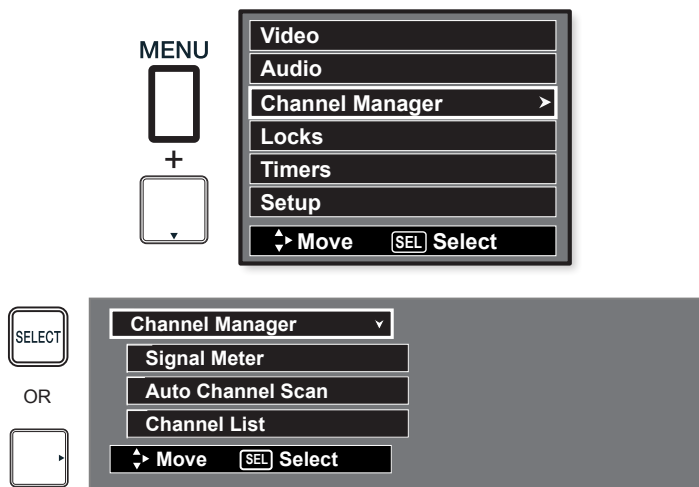 MENU
+
Video
Audio
Channel Manager
Locks
Timers
Setup
Move SEL Select
SELECT
OR
Channel Manager
Signal Meter
Auto Channel Scan
Channel List
Move SEL Select